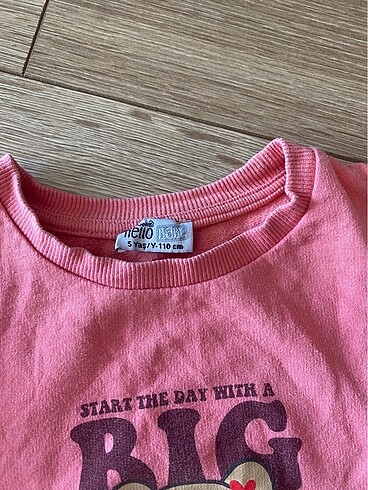 hello BABY
5 Yaş/Y-110 cm
START THE DAY WITH A
BIG